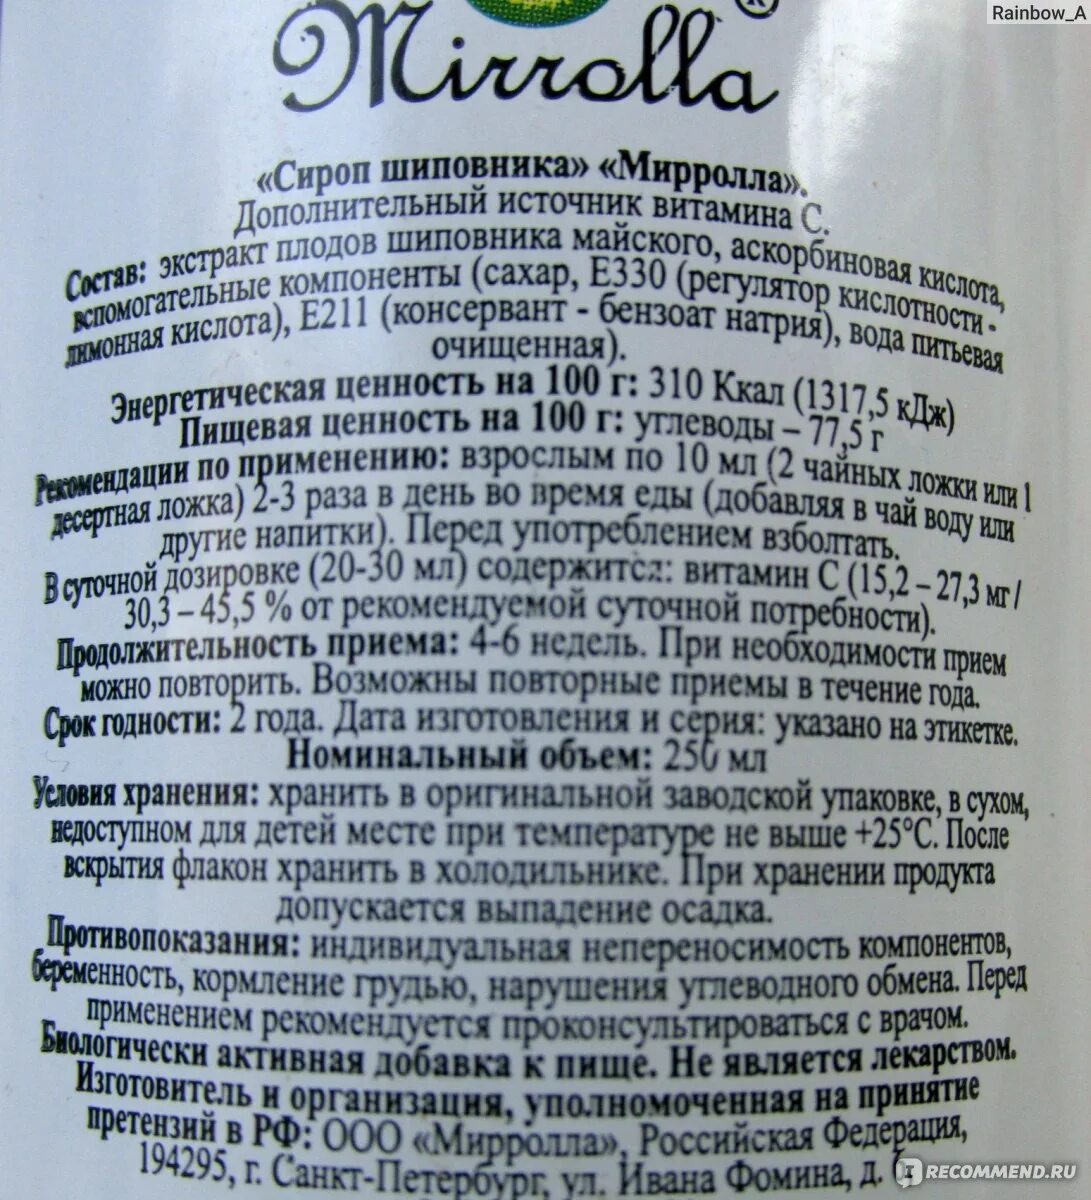 Rainbow_A
Mirrolla
«Сироп шиповника» «Мирролла».
Дополнительный источник витамина С.
Состав: экстракт плодов шиповника майского, аскорбиновая кислота,
вспомогательные компоненты (сахар, Е330 (регулятор кислотности -
лимонная кислота), Е211 (консервант - бензоат натрия), вода питьевая
очищенная).
Энергетическая ценность на 100 г: 310 Ккал (1317,5 кДж)
Пищевая ценность на 100 г: углеводы – 77,5 г
Рекомендации по применению: взрослым по 10 мл (2 чайных ложки или 1
десертная ложка) 2-3 раза в день во время еды (добавляя в чай воду или
другие напитки). Перед употреблением взболтать.
В суточной дозировке (20-30 мл) содержится: витамин С (15,2 – 27,3 мг /
30,3 – 45,5 % от рекомендуемой суточной потребности).
Продолжительность приема: 4-6 недель. При необходимости прием
можно повторить. Возможны повторные приемы в течение года.
Срок годности: 2 года. Дата изготовления и серия: указано на этикетке.
Номинальный объем: 250 мл
Условия хранения: хранить в оригинальной заводской упаковке, в сухом,
недоступном для детей месте при температуре не выше +25°С. После
вскрытия флакон хранить в холодильнике. При хранении продукта
допускается выпадение осадка.
Противопоказания: индивидуальная непереносимость компонентов,
беременность, кормление грудью, нарушения углеводного обмена. Перед
применением рекомендуется проконсультироваться с врачом.
Биологически активная добавка к пище. Не является лекарством.
Изготовитель и организация, уполномоченная на принятие
претензий в РФ: ООО «Мирролла», Российская Федерация,
194295, г. Санкт-Петербург, ул. Ивана Фомина, д. 6
RECOMMEND.RU